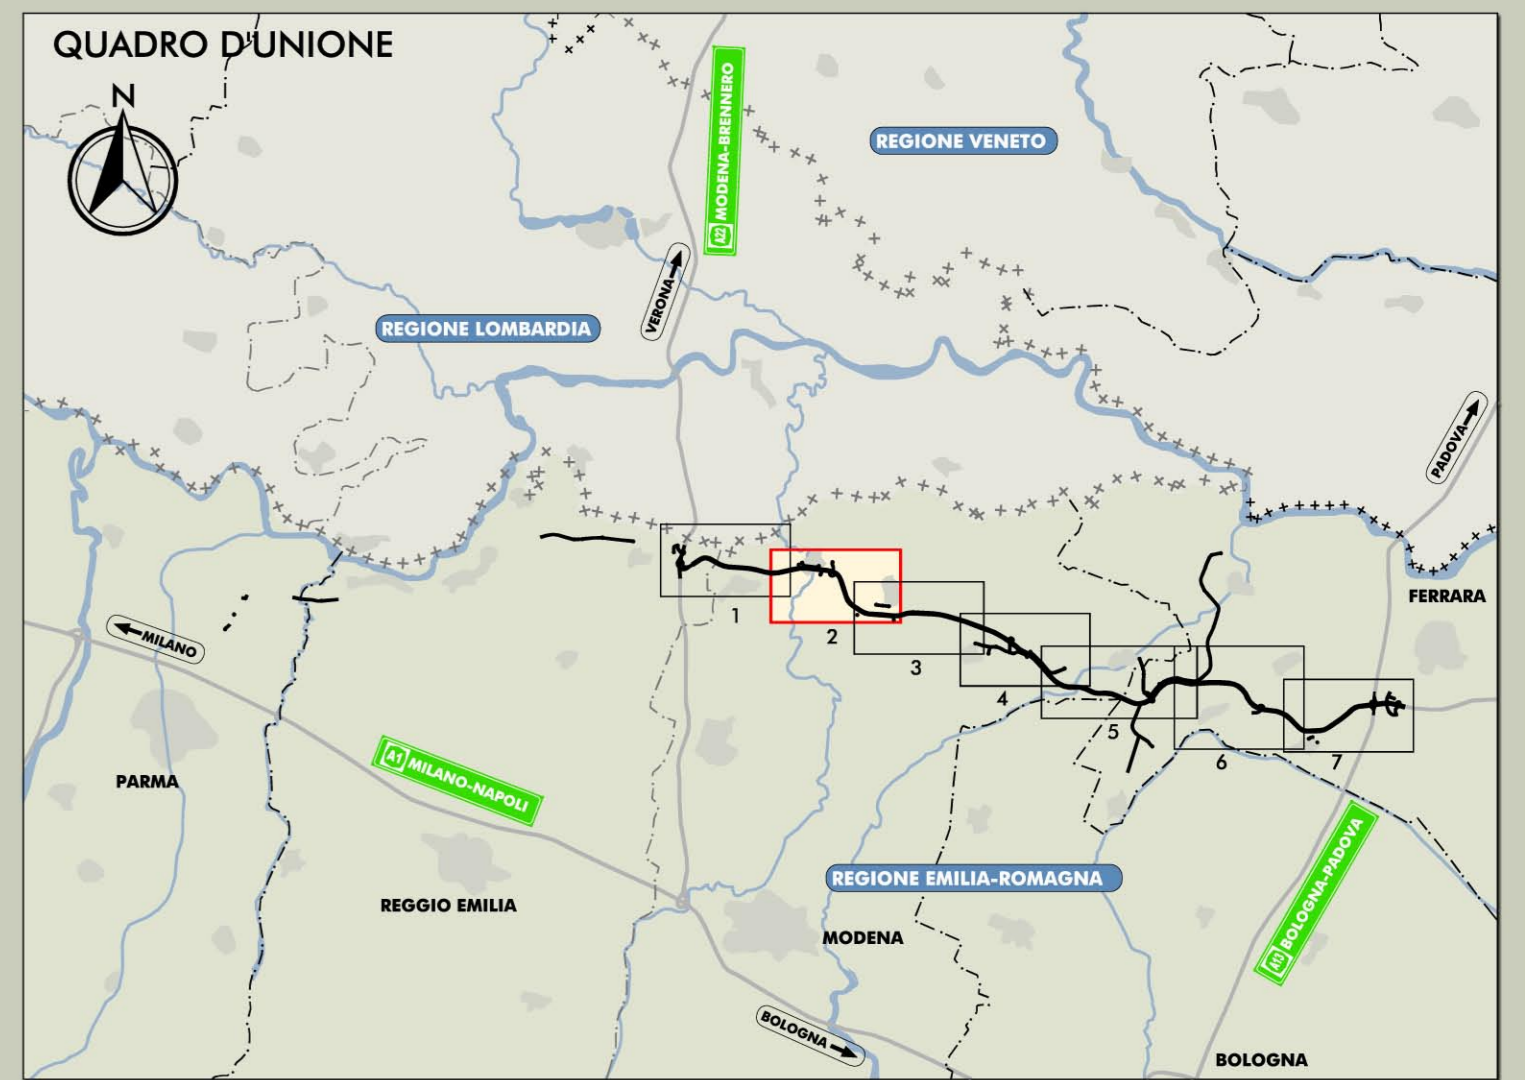 QUADRO D'UNIONE
N
A22 MODENA-BRENNERO
REGIONE VENETO
VERONA
REGIONE LOMBARDIA
PADOVA
FERRARA
MILANO
1
2
3
4
5
6
7
PARMA
A1 MILANO-NAPOLI
REGIONE EMILIA-ROMAGNA
REGGIO EMILIA
MODENA
A13 BOLOGNA-PADOVA
BOLOGNA
BOLOGNA